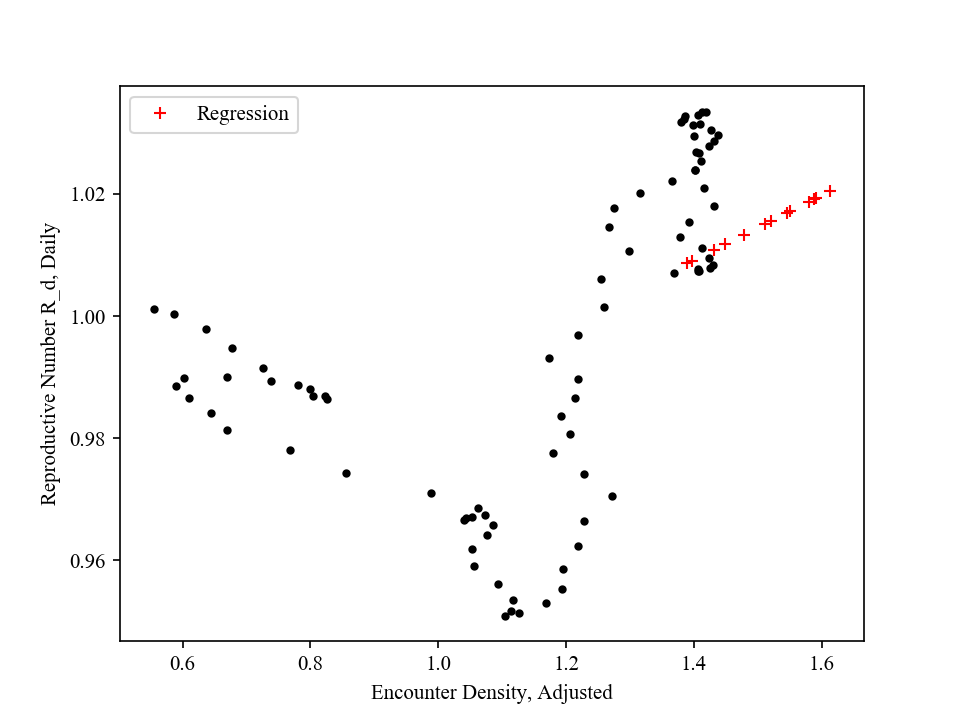 Regression
1.02
1.00
0.98
0.96
Reproductive Number R_d, Daily
0.6 0.8 1.0 1.2 1.4 1.6
Encounter Density, Adjusted